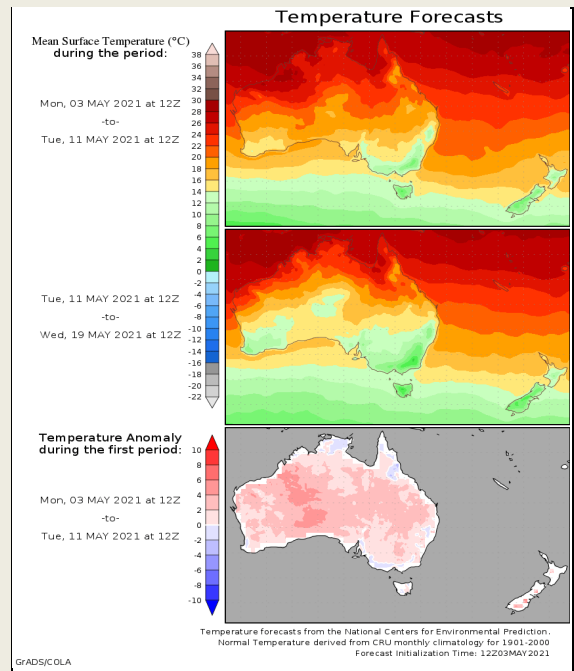 Temperature Forecasts
Mean Surface Temperature (°C)
during the period:
Mon, 03 MAY 2021 at 12Z
-to-
Tue, 11 MAY 2021 at 12Z
38
36
34
32
30
28
26
24
22
20
18
16
14
12
10
8
6
4
2
0
-2
-4
-6
-8
-10
-12
-14
-16
-18
-20
-22
Tue, 11 MAY 2021 at 12Z
-to-
Wed, 19 MAY 2021 at 12Z
Temperature Anomaly
during the first period:
Mon, 03 MAY 2021 at 12Z
-to-
Tue, 11 MAY 2021 at 12Z
10
8
6
4
2
0
-2
-4
-6
-8
-10
Temperature forecasts from the National Centers for Environmental Prediction.
Normal Temperature derived from CRU monthly climatology for 1901-2000
Forecast Initialization Time: 12Z03MAY2021
GrADS/COLA